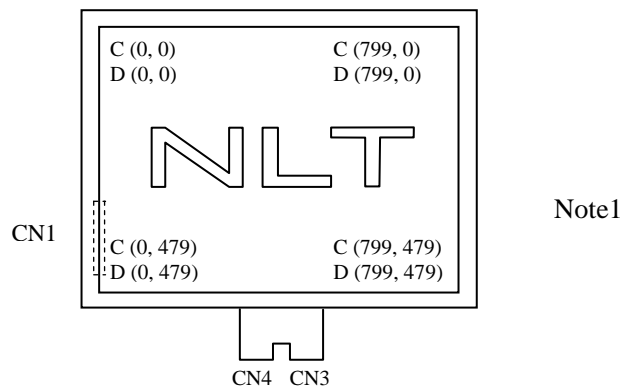 C (0, 0) C (799, 0)
D (0, 0) D (799, 0)
NLT
Note1
CN1
C (0, 479) C (799, 479)
D (0, 479) D (799, 479)
CN4 CN3